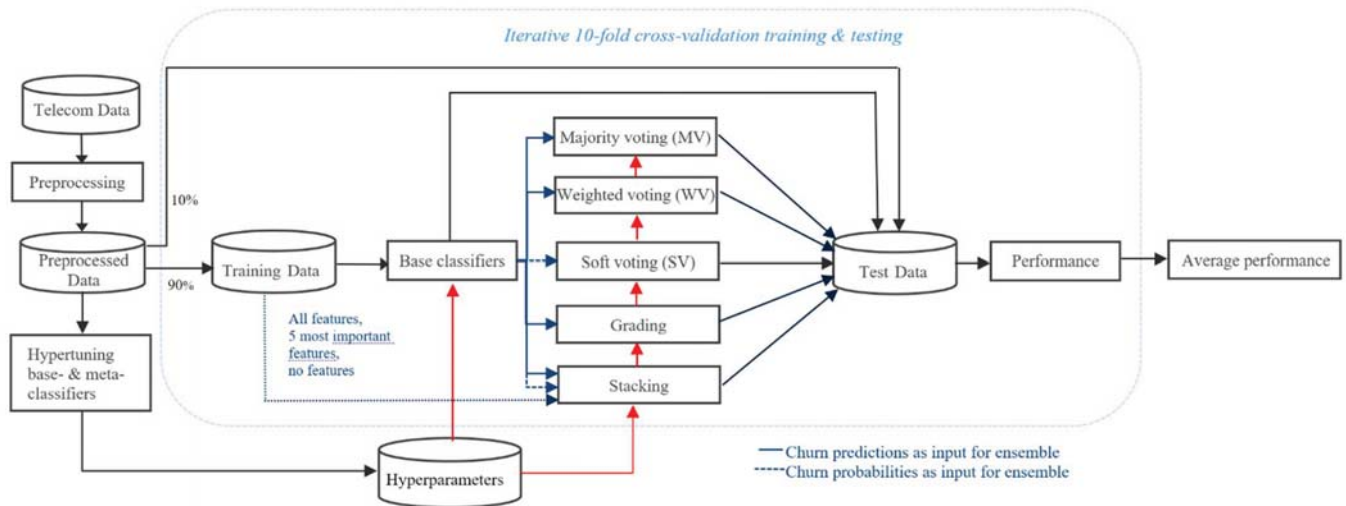 Iterative 10-fold cross-validation training & testing
Telecom Data
Preprocessing
10%
Preprocessed
Data
90%
Training Data
Base classifiers
Majority voting (MV)
Weighted voting (WV)
Soft voting (SV)
Grading
Stacking
Test Data
Performance
Average performance
All features,
5 most important
features,
no features
Hypertuning
base- & meta-
classifiers
Hyperparameters
Churn predictions as input for ensemble
Churn probabilities as input for ensemble